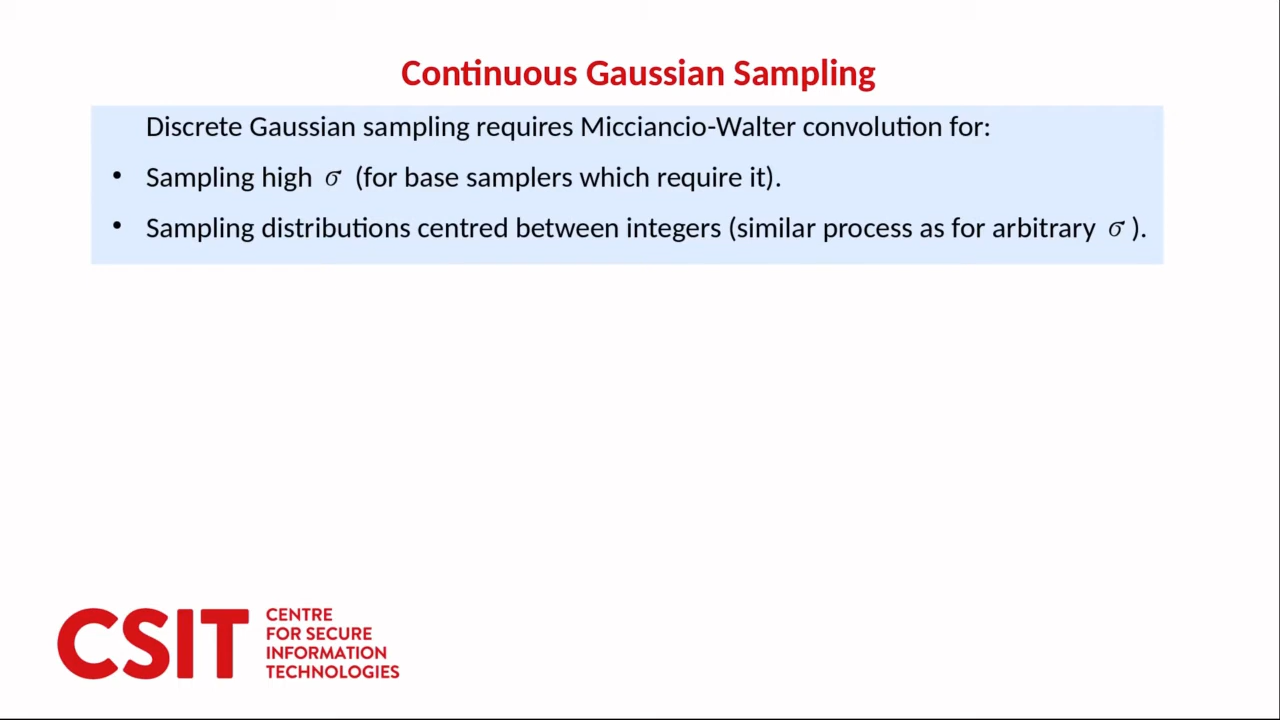 Continuous Gaussian Sampling
Discrete Gaussian sampling requires Micciancio-Walter convolution for:
• Sampling high σ (for base samplers which require it).
• Sampling distributions centred between integers (similar process as for arbitrary σ ).
CSIT
CENTRE
FOR SECURE
INFORMATION
TECHNOLOGIES